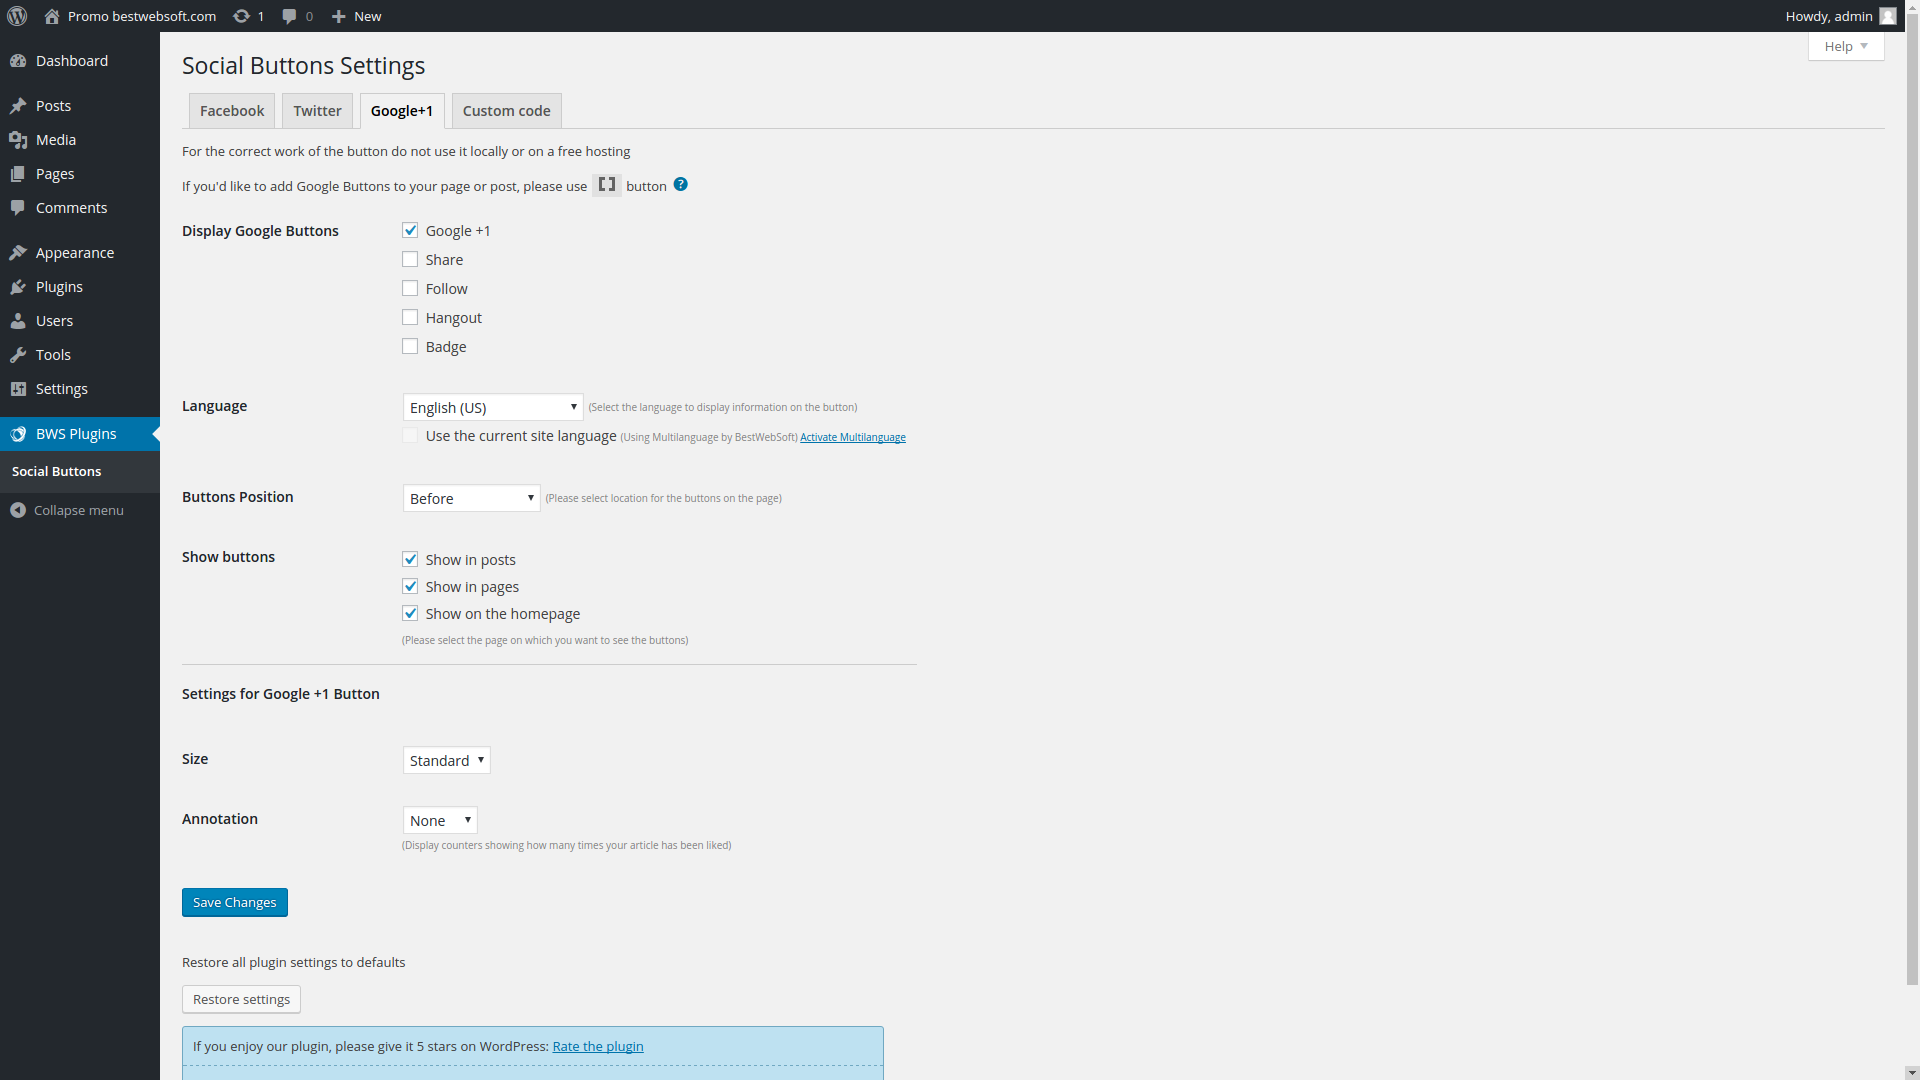 Promo bestwebsoft.com 1 0 New Howdy, admin
Help
Dashboard
Posts
Media
Pages
Comments
Appearance
Plugins
Users
Tools
Settings
BWS Plugins
Social Buttons
Collapse menu
Social Buttons Settings
Facebook Twitter Google+1 Custom code
For the correct work of the button do not use it locally or on a free hosting
If you'd like to add Google Buttons to your page or post, please use [] button ?
Display Google Buttons
Google +1
Share
Follow
Hangout
Badge
Language
English (US) (Select the language to display information on the button)
Use the current site language (Using Multilanguage by BestWebSoft) Activate Multilanguage
Buttons Position
Before (Please select location for the buttons on the page)
Show buttons
Show in posts
Show in pages
Show on the homepage
(Please select the page on which you want to see the buttons)
Settings for Google +1 Button
Size
Standard
Annotation
None
(Display counters showing how many times your article has been liked)
Save Changes
Restore all plugin settings to defaults
Restore settings
If you enjoy our plugin, please give it 5 stars on WordPress: Rate the plugin